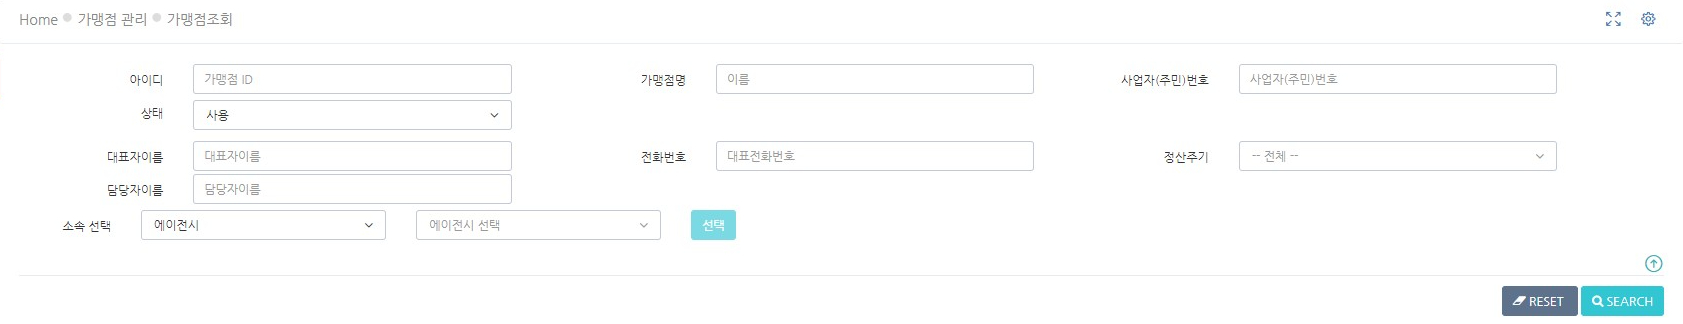 Home 가맹점 관리 가맹점조회
아이디 가맹점 ID 가맹점명 이름 사업자(주민)번호 사업자(주민)번호
상태 사용
대표자이름 대표자이름 전화번호 대표전화번호 정산주기 -- 전체 --
담당자이름 담당자이름
소속 선택 에이전시 에이전시 선택 선택
RESET SEARCH